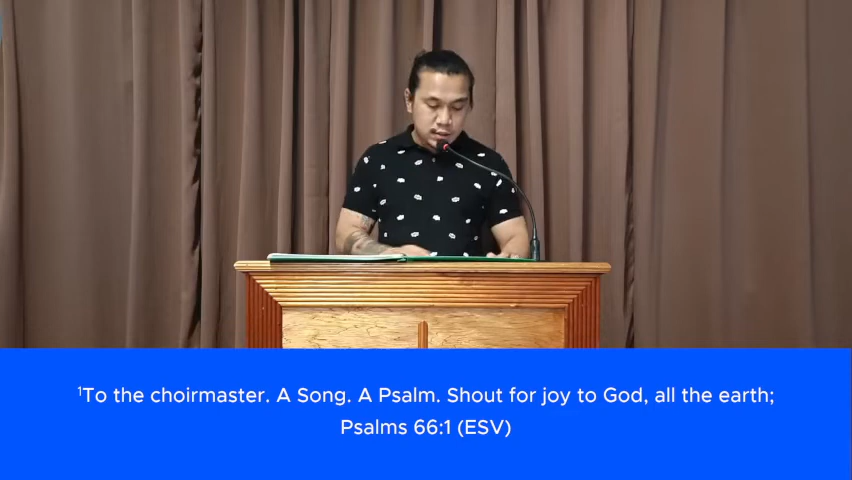 ¹To the choirmaster. A Song. A Psalm. Shout for joy to God, all the earth;
Psalms 66:1 (ESV)